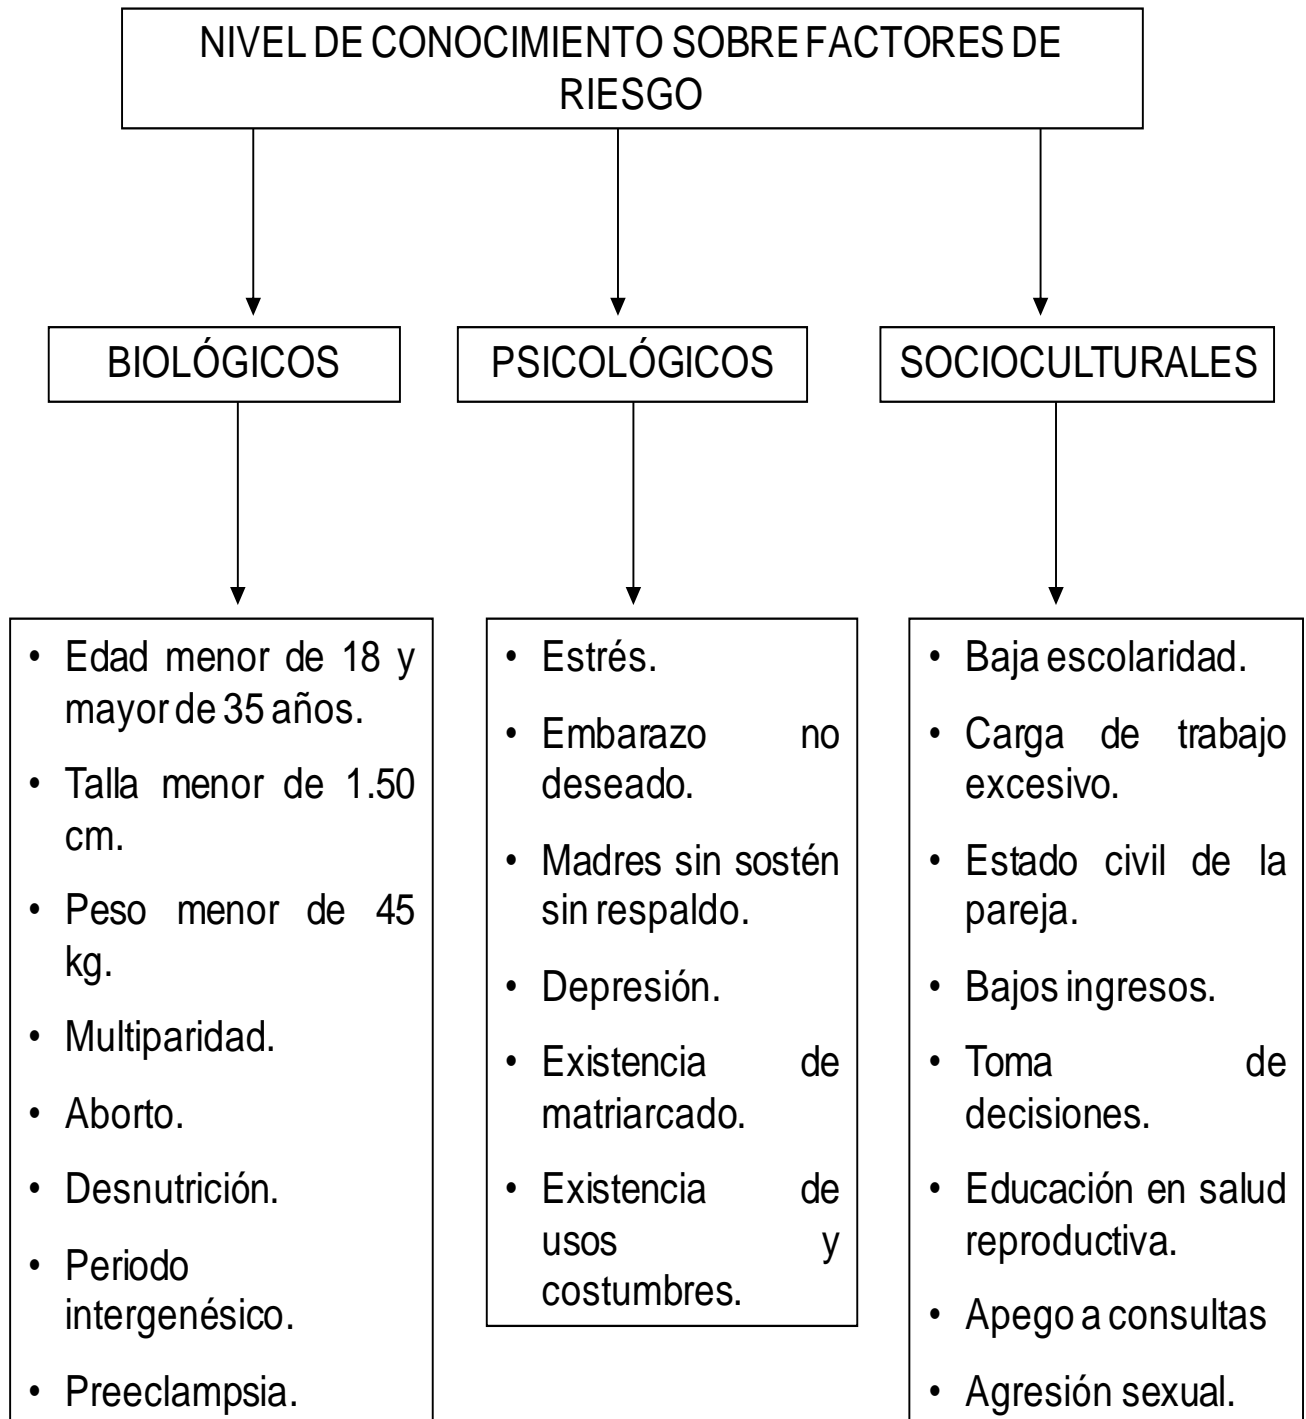 NIVEL DE CONOCIMIENTO SOBRE FACTORES DE
RIESGO
BIOLÓGICOS
PSICOLÓGICOS
SOCIOCULTURALES
• Edad menor de 18 y
mayor de 35 años.
• Talla menor de 1.50
cm.
• Peso menor de 45
kg.
• Multiparidad.
• Aborto.
• Desnutrición.
• Periodo
intergenésico.
• Preeclampsia.
• Estrés.
• Embarazo no
deseado.
• Madres sin sostén
sin respaldo.
• Depresión.
• Existencia de
matriarcado.
• Existencia de
usos y
costumbres.
• Baja escolaridad.
• Carga de trabajo
excesivo.
• Estado civil de la
pareja.
• Bajos ingresos.
• Toma de
decisiones.
• Educación en salud
reproductiva.
• Apego a consultas
• Agresión sexual.